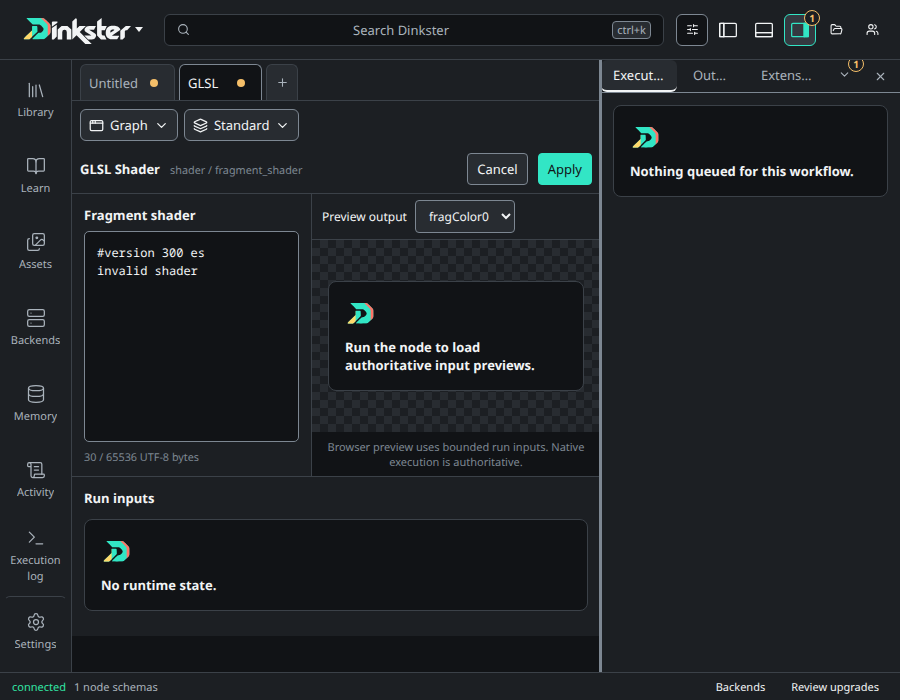 Dinkster
Search Dinkster
ctrl+k
1
Library
Learn
Assets
Backends
Memory
Activity
Execution
log
Settings
Untitled
GLSL
+
Graph
Standard
GLSL Shader
shader / fragment_shader
Cancel
Apply
Fragment shader
#version 300 es
invalid shader
30 / 65536 UTF-8 bytes
Preview output
fragColor0
Run the node to load
authoritative input previews.
Browser preview uses bounded run inputs. Native
execution is authoritative.
Run inputs
No runtime state.
Execut...
Out...
Extens...
1
Nothing queued for this workflow.
connected
1 node schemas
Backends
Review upgrades